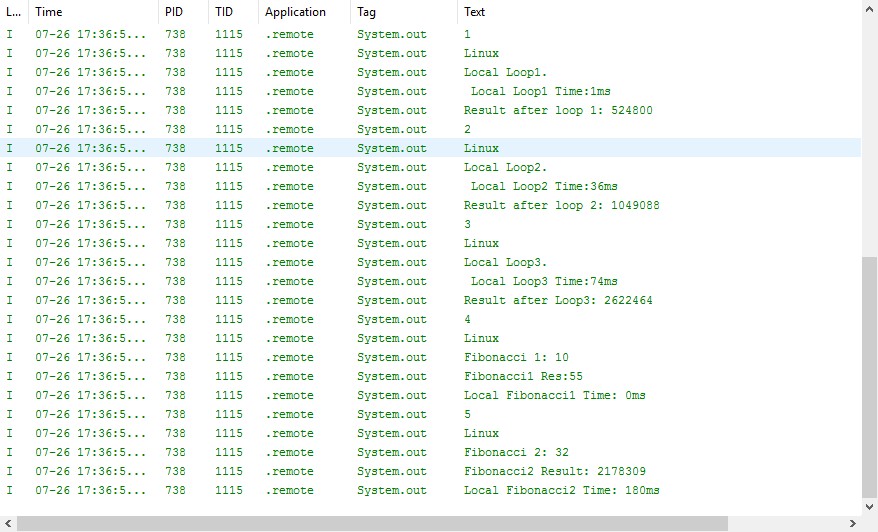 L... Time PID TID Application Tag Text
I 07-26 17:36:5... 738 1115 .remote System.out 1
I 07-26 17:36:5... 738 1115 .remote System.out Linux
I 07-26 17:36:5... 738 1115 .remote System.out Local Loop1.
I 07-26 17:36:5... 738 1115 .remote System.out Local Loop1 Time:1ms
I 07-26 17:36:5... 738 1115 .remote System.out Result after loop 1: 524800
I 07-26 17:36:5... 738 1115 .remote System.out 2
I 07-26 17:36:5... 738 1115 .remote System.out Linux
I 07-26 17:36:5... 738 1115 .remote System.out Local Loop2.
I 07-26 17:36:5... 738 1115 .remote System.out Local Loop2 Time:36ms
I 07-26 17:36:5... 738 1115 .remote System.out Result after loop 2: 1049088
I 07-26 17:36:5... 738 1115 .remote System.out 3
I 07-26 17:36:5... 738 1115 .remote System.out Linux
I 07-26 17:36:5... 738 1115 .remote System.out Local Loop3.
I 07-26 17:36:5... 738 1115 .remote System.out Local Loop3 Time:74ms
I 07-26 17:36:5... 738 1115 .remote System.out Result after Loop3: 2622464
I 07-26 17:36:5... 738 1115 .remote System.out 4
I 07-26 17:36:5... 738 1115 .remote System.out Linux
I 07-26 17:36:5... 738 1115 .remote System.out Fibonacci 1: 10
I 07-26 17:36:5... 738 1115 .remote System.out Fibonacci1 Res:55
I 07-26 17:36:5... 738 1115 .remote System.out Local Fibonacci1 Time: 0ms
I 07-26 17:36:5... 738 1115 .remote System.out 5
I 07-26 17:36:5... 738 1115 .remote System.out Linux
I 07-26 17:36:5... 738 1115 .remote System.out Fibonacci 2: 32
I 07-26 17:36:5... 738 1115 .remote System.out Fibonacci2 Result: 2178309
I 07-26 17:36:5... 738 1115 .remote System.out Local Fibonacci2 Time: 180ms